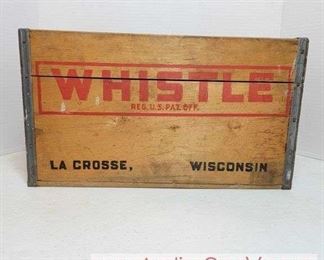 WHISTLE
REG. U.S. PAT. OFF.
LA CROSSE, WISCONSIN